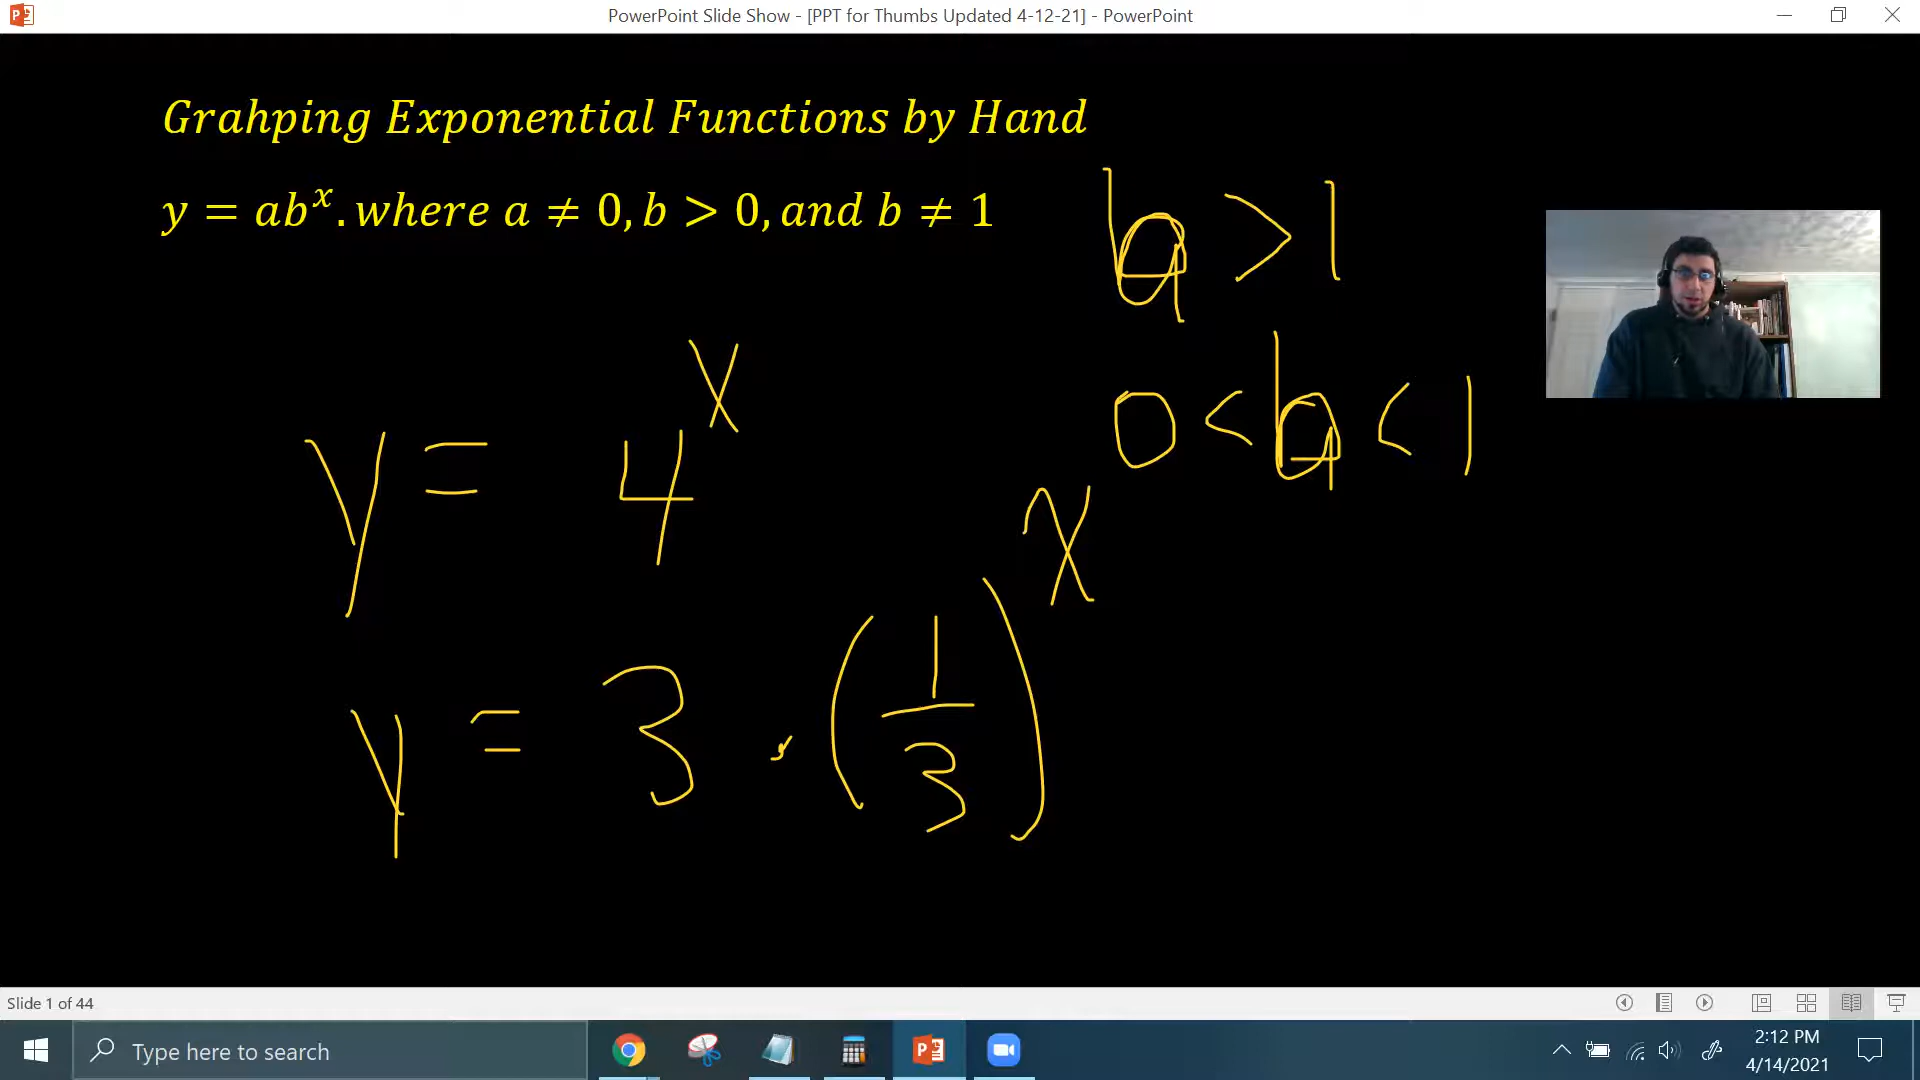 PowerPoint Slide Show - [PPT for Thumbs Updated 4-12-21] - PowerPoint
Grahping Exponential Functions by Hand
y = abˣ. where a ≠ 0, b > 0, and b ≠ 1
b > 1
0 < b < 1
y = 4ˣ
y = 3 · (1/3)ˣ
Slide 1 of 44
Type here to search
2:12 PM
4/14/2021